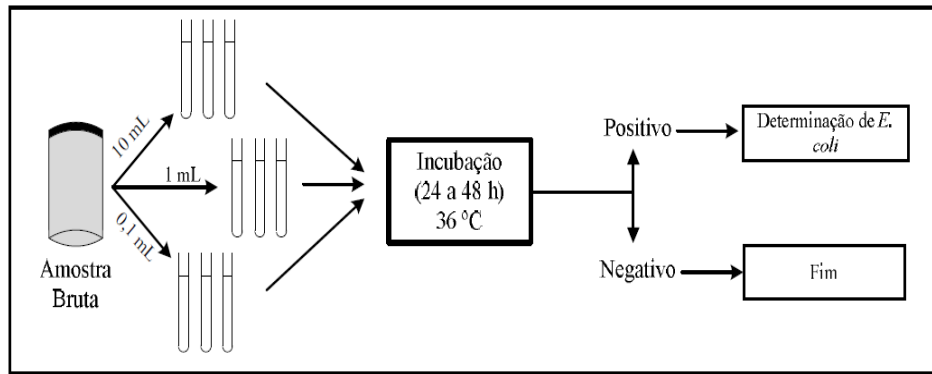 10 mL
1 mL
0,1 mL
Amostra
Bruta
Incubação
(24 a 48 h)
36 ºC
Positivo
Determinação de E.
coli
Negativo
Fim